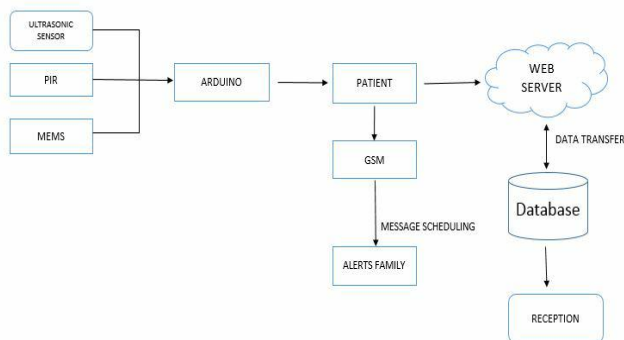 ULTRASONIC
SENSOR
PIR
MEMS
ARDUINO
PATIENT
WEB
SERVER
GSM
DATA TRANSFER
Database
MESSAGE SCHEDULING
ALERTS FAMILY
RECEPTION